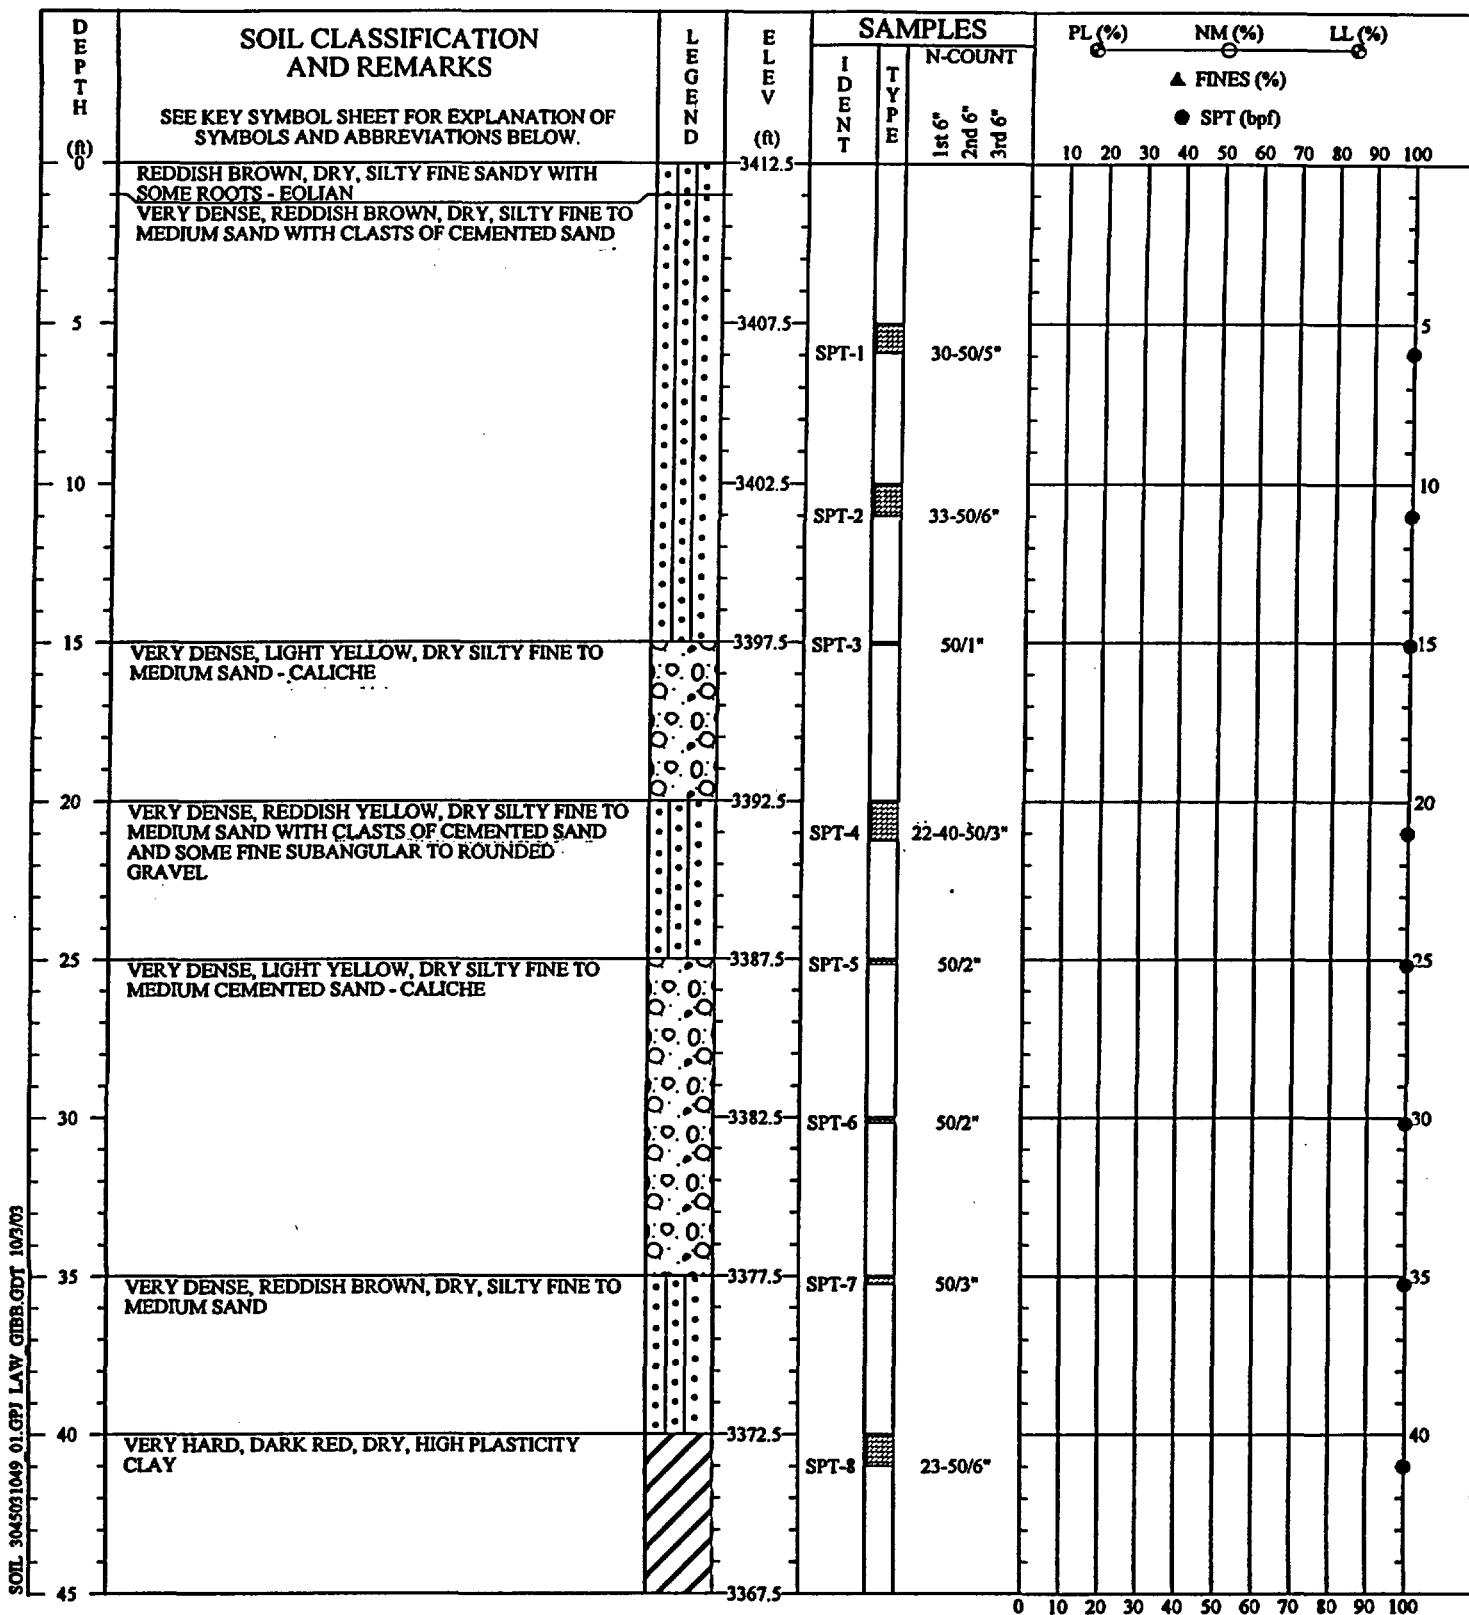 DEPTH
(ft)
SOIL CLASSIFICATION
AND REMARKS
SEE KEY SYMBOL SHEET FOR EXPLANATION OF
SYMBOLS AND ABBREVIATIONS BELOW.
LEGEND
ELEV
(ft)
SAMPLES
IDENT
TYPE
N-COUNT
1st 6"
2nd 6"
3rd 6"
PL (%) NM (%) LL (%)
▲ FINES (%)
● SPT (bpf)
10 20 30 40 50 60 70 80 90 100
0 3412.5
REDDISH BROWN, DRY, SILTY FINE SANDY WITH
SOME ROOTS - EOLIAN
VERY DENSE, REDDISH BROWN, DRY, SILTY FINE TO
MEDIUM SAND WITH CLASTS OF CEMENTED SAND
5 3407.5 5
SPT-1 30-50/5"
10 3402.5 10
SPT-2 33-50/6"
15 3397.5 SPT-3 50/1" 15
VERY DENSE, LIGHT YELLOW, DRY SILTY FINE TO
MEDIUM SAND - CALICHE
20 3392.5 20
VERY DENSE, REDDISH YELLOW, DRY SILTY FINE TO
MEDIUM SAND WITH CLASTS OF CEMENTED SAND
AND SOME FINE SUBANGULAR TO ROUNDED
GRAVEL
SPT-4 22-40-50/3"
25 3387.5 SPT-5 50/2" 25
VERY DENSE, LIGHT YELLOW, DRY SILTY FINE TO
MEDIUM CEMENTED SAND - CALICHE
30 3382.5 SPT-6 50/2" 30
35 3377.5 SPT-7 50/3" 35
VERY DENSE, REDDISH BROWN, DRY, SILTY FINE TO
MEDIUM SAND
40 3372.5 40
VERY HARD, DARK RED, DRY, HIGH PLASTICITY
CLAY
SPT-8 23-50/6"
45 3367.5
0 10 20 30 40 50 60 70 80 90 100
SOIL 3045031049_01.GPJ LAW_GIBB.GDT 10/3/03